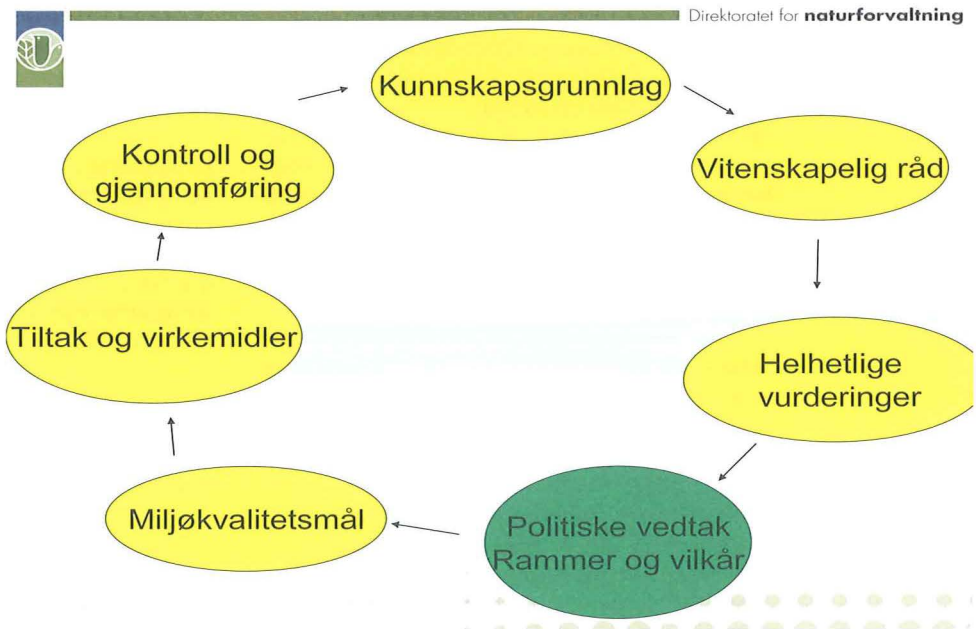 Direktoratet for naturforvaltning
Kunnskapsgrunnlag
Vitenskapelig råd
Helhetlige
vurderinger
Politiske vedtak
Rammer og vilkår
Miljøkvalitetsmål
Tiltak og virkemidler
Kontroll og
gjennomføring